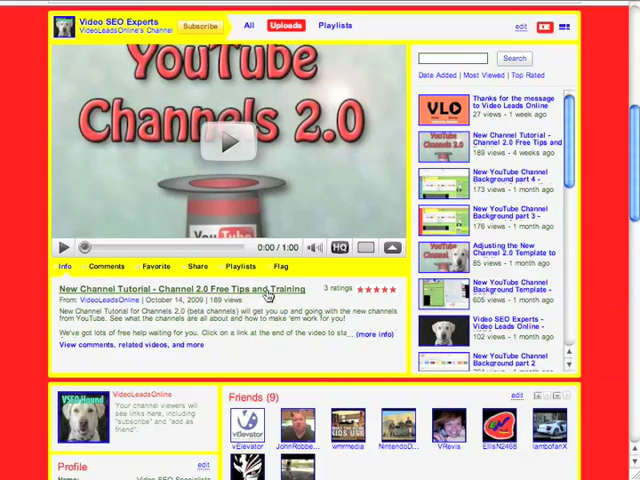 Video SEO Experts
VideoLeadsOnline's Channel
Subscribe
All
Uploads
Playlists
edit
YouTube
Channels 2.0
You
0:00 / 1:00
HQ
Info
Comments
Favorite
Share
Playlists
Flag
New Channel Tutorial - Channel 2.0 Free Tips and Training
3 ratings
From: VideoLeadsOnline | October 14, 2009 | 189 views
New Channel Tutorial for Channels 2.0 (beta channels) will get you up and going with the new channels
from YouTube. See what the channels are all about and how to make 'em work for you!
We've got lots of free help waiting for you. Click on a link at the end of the video to sta... (more info)
View comments, related videos, and more
Search
Date Added | Most Viewed | Top Rated
VLO
Thanks for the message
to Video Leads Online
27 views - 1 week ago
New Channel Tutorial -
Channel 2.0 Free Tips and
189 views - 4 weeks ago
New YouTube Channel
Background part 4 -
173 views - 1 month ago
New YouTube Channel
Background part 3 -
215 views - 1 month ago
Adjusting the New
Channel 2.0 Template to
85 views - 1 month ago
New YouTube Channel
Background Template -
605 views - 1 month ago
SEO Experts -
Video Leads Online -
102 views - 1 month ago
New YouTube Channel
Background part 2
VSEO Hound
VideoLeadsOnline
Your channel viewers
will see links here,
including
"subscribe" and "add as
friend".
Profile
edit
Name:
Video SEO Specialists
Friends (9)
edit
vElevator
vElevator
JohnRobbe...
wmrmedia
NintendoD...
VRevis
EllisN2468
lambofanX